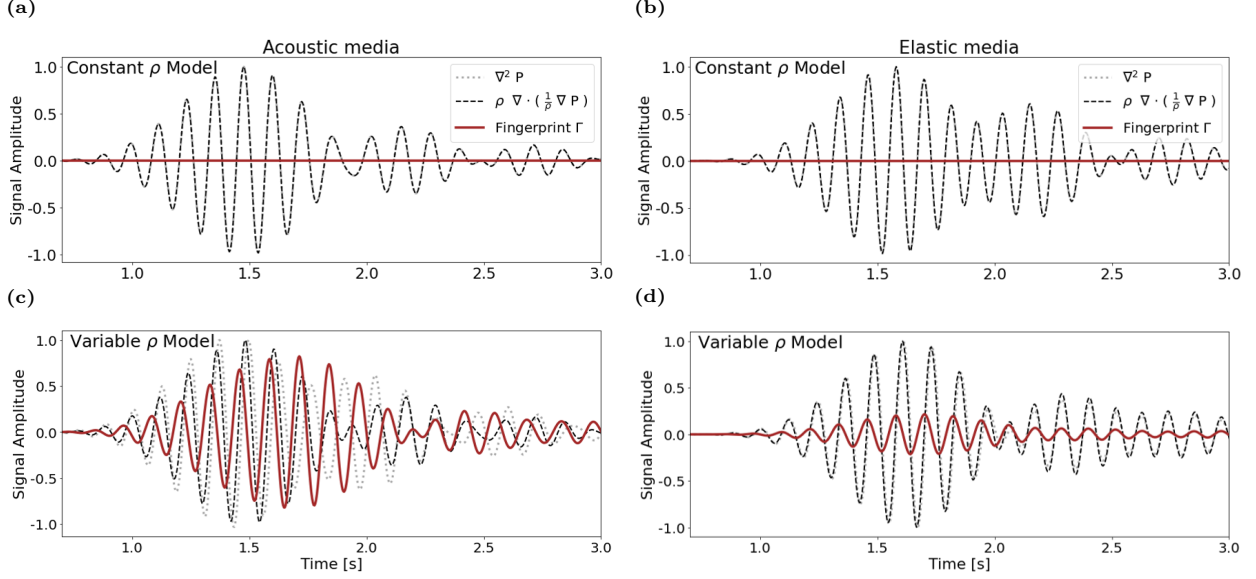 (a)
Acoustic media
Constant ρ Model
∇² P
ρ ∇ · ( 1/ρ ∇ P )
Fingerprint Γ
Signal Amplitude
1.0
0.5
0.0
-0.5
-1.0
1.0 1.5 2.0 2.5 3.0
(b)
Elastic media
Constant ρ Model
∇² P
ρ ∇ · ( 1/ρ ∇ P )
Fingerprint Γ
Signal Amplitude
1.0
0.5
0.0
-0.5
-1.0
1.0 1.5 2.0 2.5 3.0
(c)
Variable ρ Model
Signal Amplitude
1.0
0.5
0.0
-0.5
-1.0
1.0 1.5 2.0 2.5 3.0
Time [s]
(d)
Variable ρ Model
Signal Amplitude
1.0
0.5
0.0
-0.5
-1.0
1.0 1.5 2.0 2.5 3.0
Time [s]